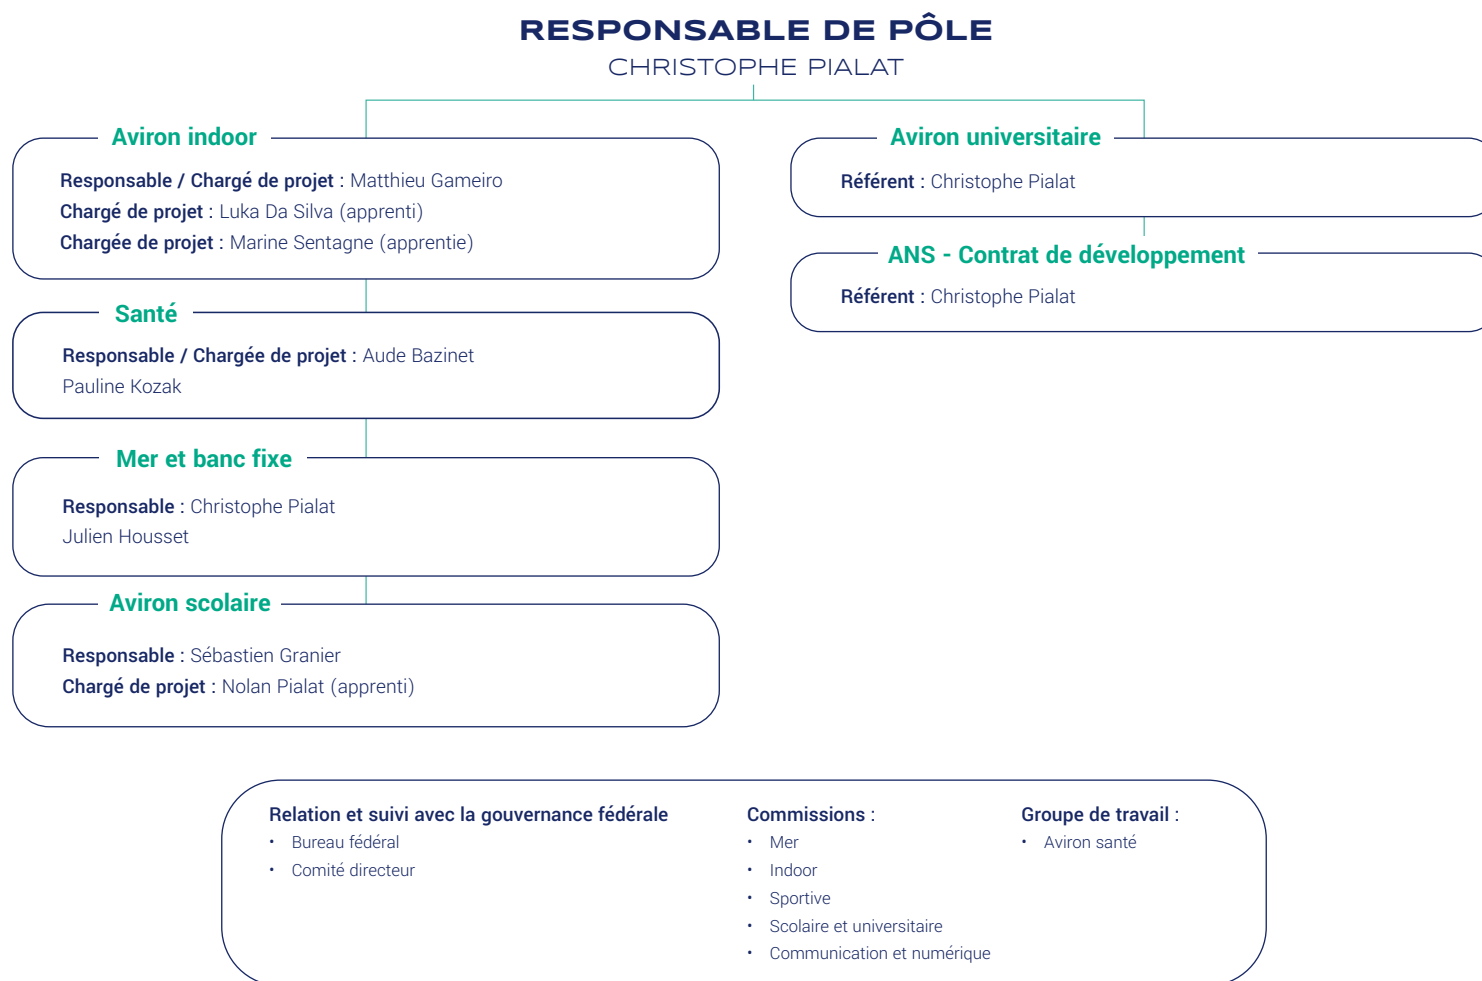 RESPONSABLE DE PÔLE
CHRISTOPHE PIALAT
Aviron indoor
Responsable / Chargé de projet : Matthieu Gameiro
Chargé de projet : Luka Da Silva (apprenti)
Chargée de projet : Marine Sentagne (apprentie)
Santé
Responsable / Chargée de projet : Aude Bazinet
Pauline Kozak
Mer et banc fixe
Responsable : Christophe Pialat
Julien Housset
Aviron scolaire
Responsable : Sébastien Granier
Chargé de projet : Nolan Pialat (apprenti)
Aviron universitaire
Référent : Christophe Pialat
ANS - Contrat de développement
Référent : Christophe Pialat
Relation et suivi avec la gouvernance fédérale
• Bureau fédéral
• Comité directeur
Commissions :
• Mer
• Indoor
• Sportive
• Scolaire et universitaire
• Communication et numérique
Groupe de travail :
• Aviron santé